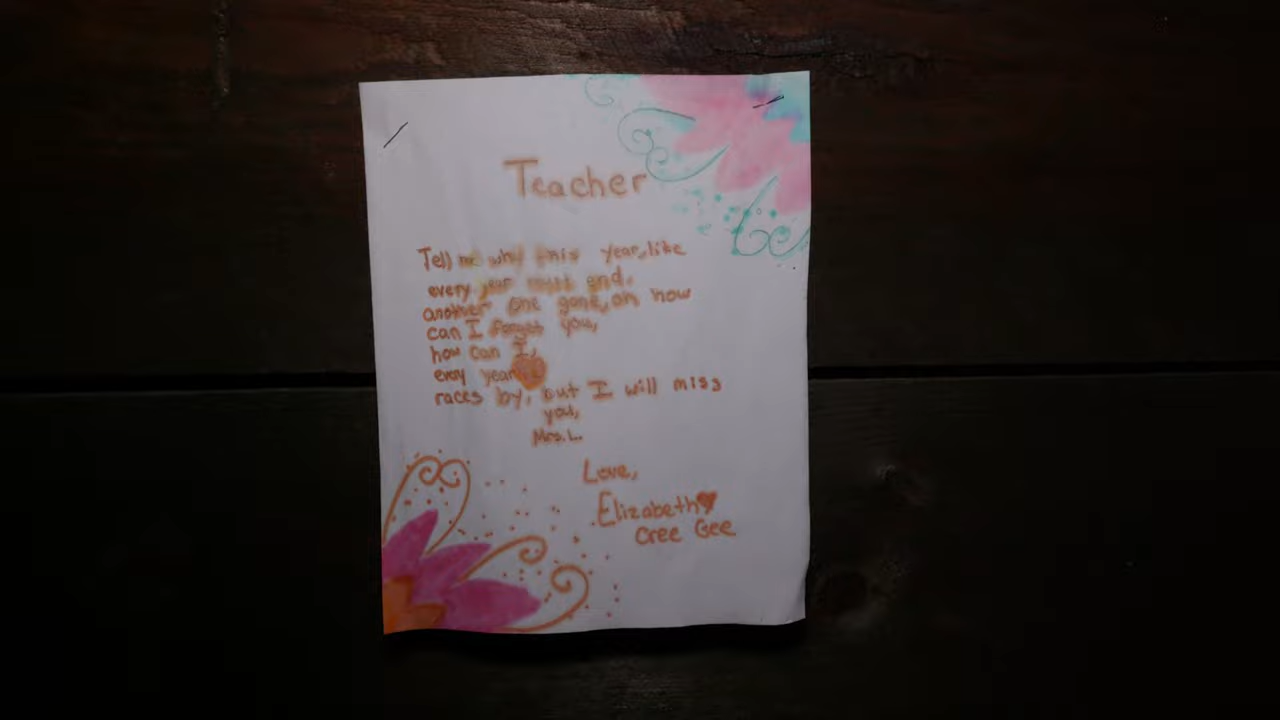 Teacher
Tell me why this year, like
every year must end,
another one gone, oh how
can I forget you,
how can I,
every year
races by, but I will miss
you,
Mrs. L.
Love,
Elizabeth
Cree Gee